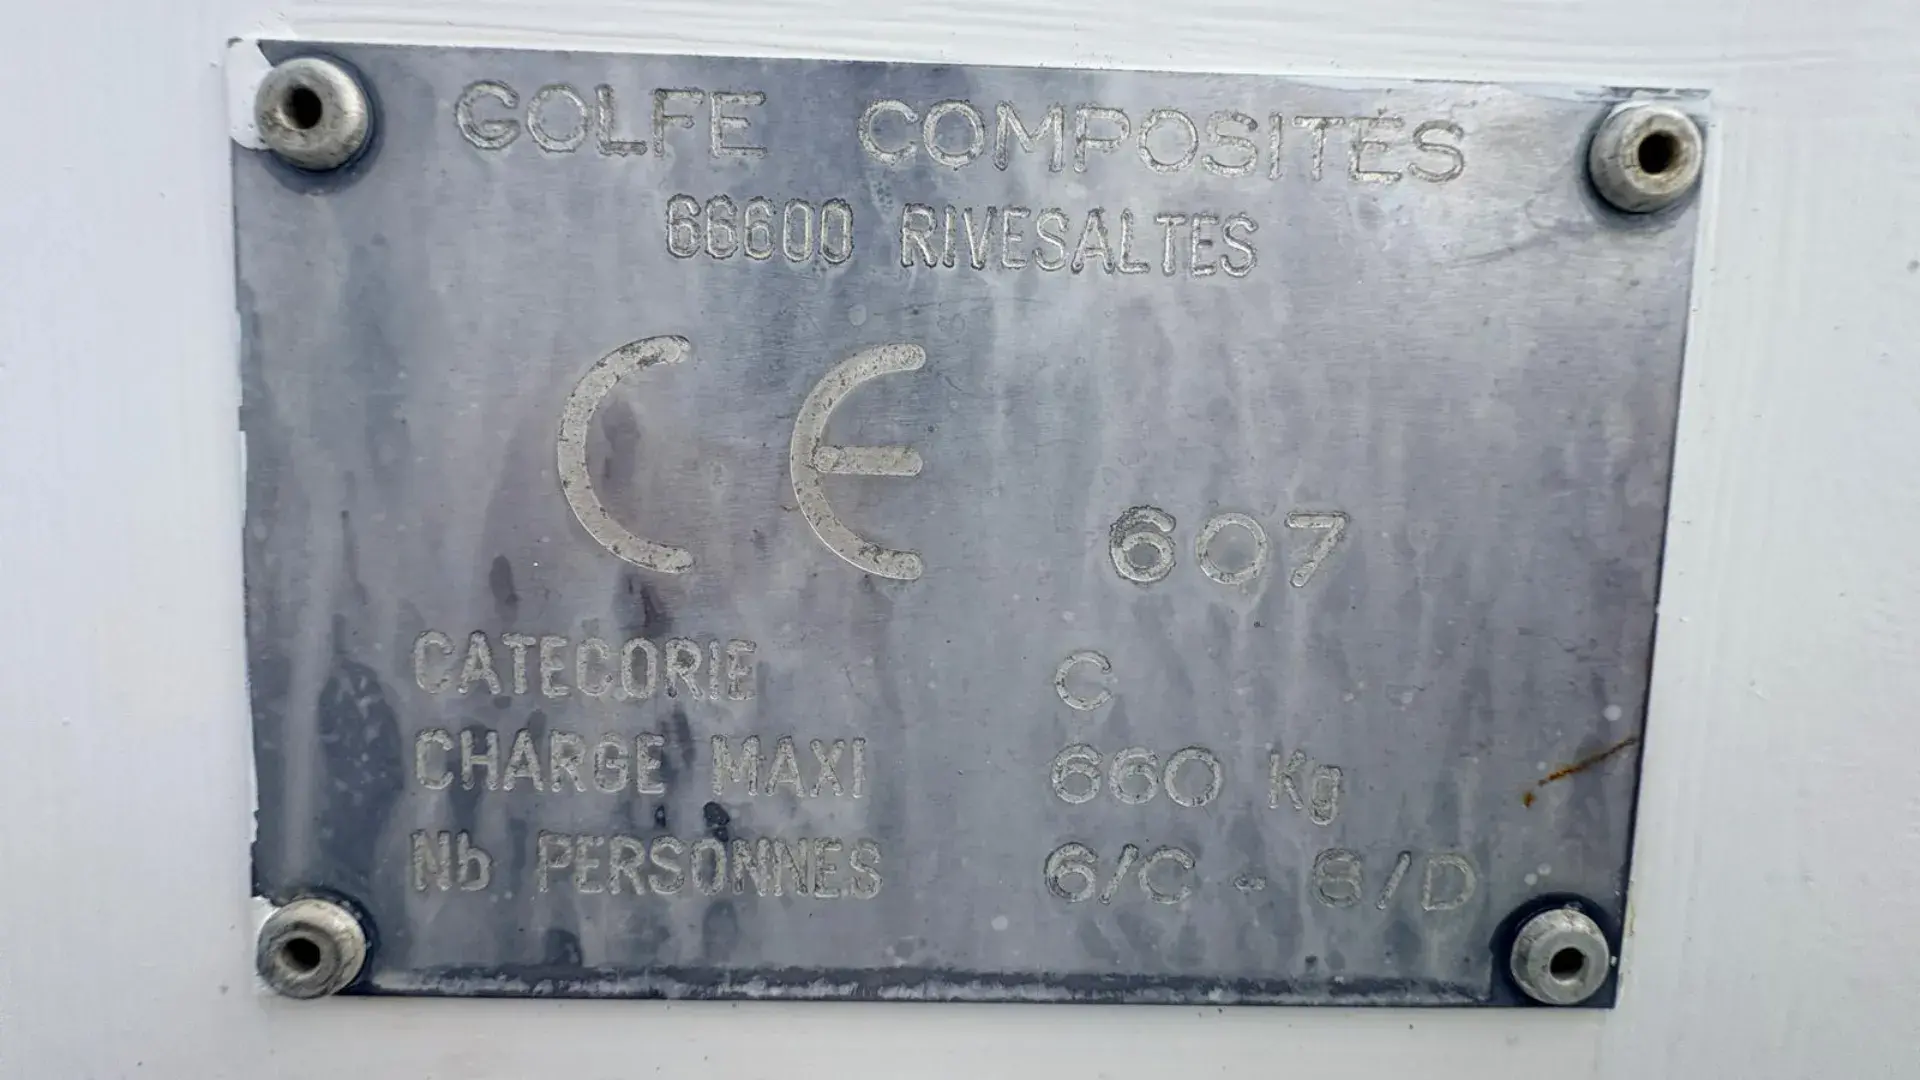 GOLFE COMPOSITES
66600 RIVESALTES
CE 607
CATEGORIE C
CHARGE MAXI 660 Kg
Nb PERSONNES 6/C - 8/D